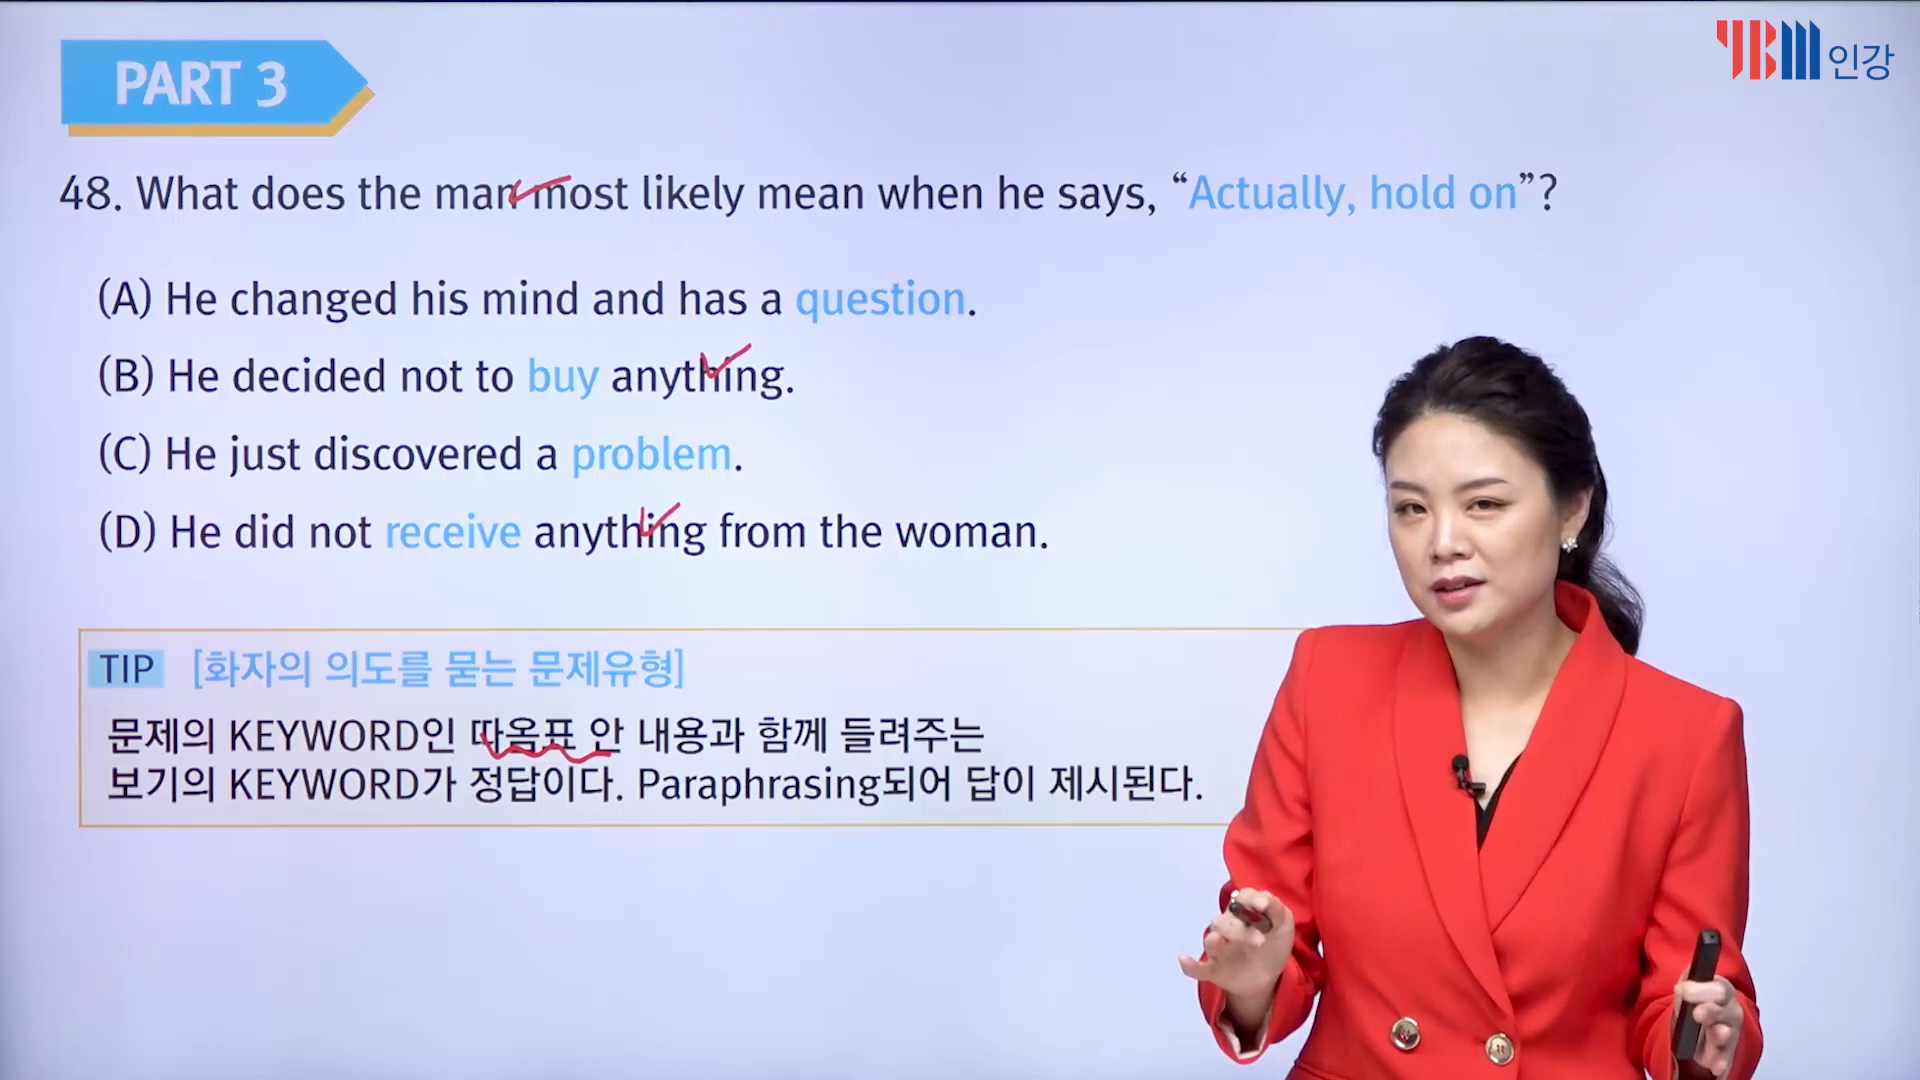 PART 3
YBM 인강
48. What does the man most likely mean when he says, “Actually, hold on”?
(A) He changed his mind and has a question.
(B) He decided not to buy anything.
(C) He just discovered a problem.
(D) He did not receive anything from the woman.
TIP [화자의 의도를 묻는 문제유형]
문제의 KEYWORD인 따옴표 안 내용과 함께 들려주는
보기의 KEYWORD가 정답이다. Paraphrasing되어 답이 제시된다.